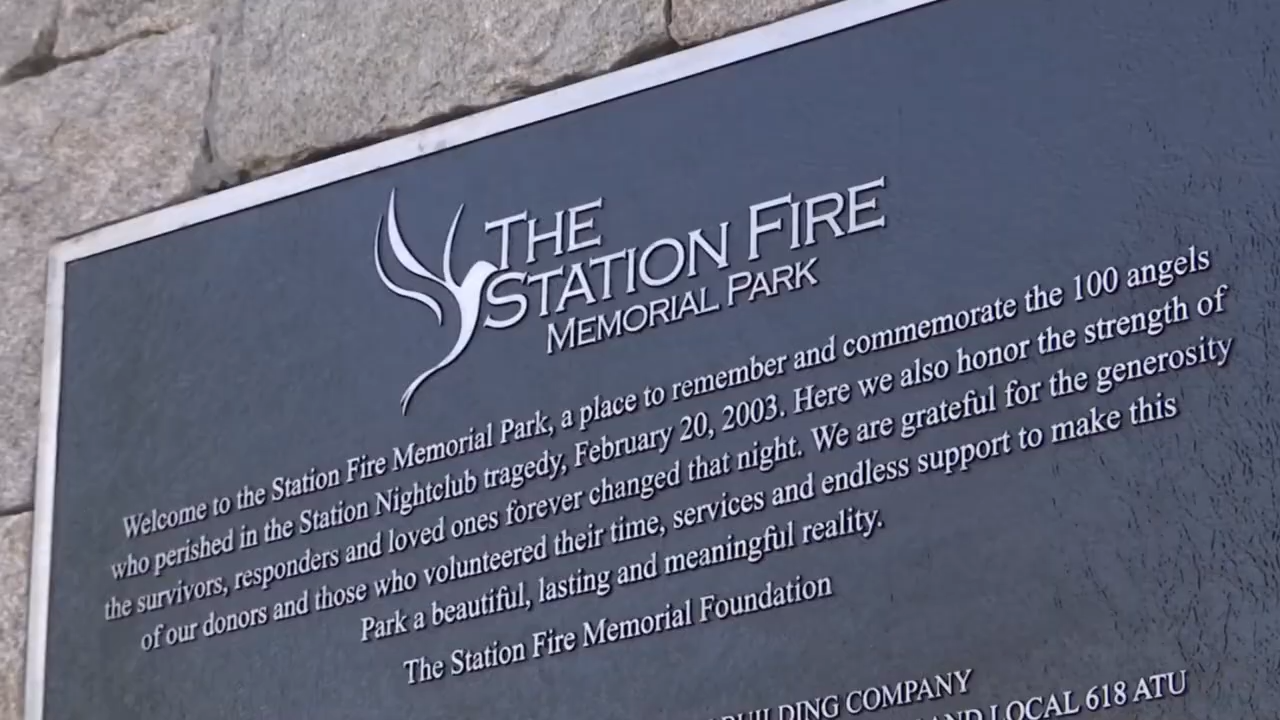 THE
STATION FIRE
MEMORIAL PARK
Welcome to the Station Fire Memorial Park, a place to remember and commemorate the 100 angels
who perished in the Station Nightclub tragedy, February 20, 2003. Here we also honor the strength of
the survivors, responders and loved ones forever changed that night. We are grateful for the generosity
of our donors and those who volunteered their time, services and endless support to make this
Park a beautiful, lasting and meaningful reality.
The Station Fire Memorial Foundation
COMPANY
LOCAL 618 ATU